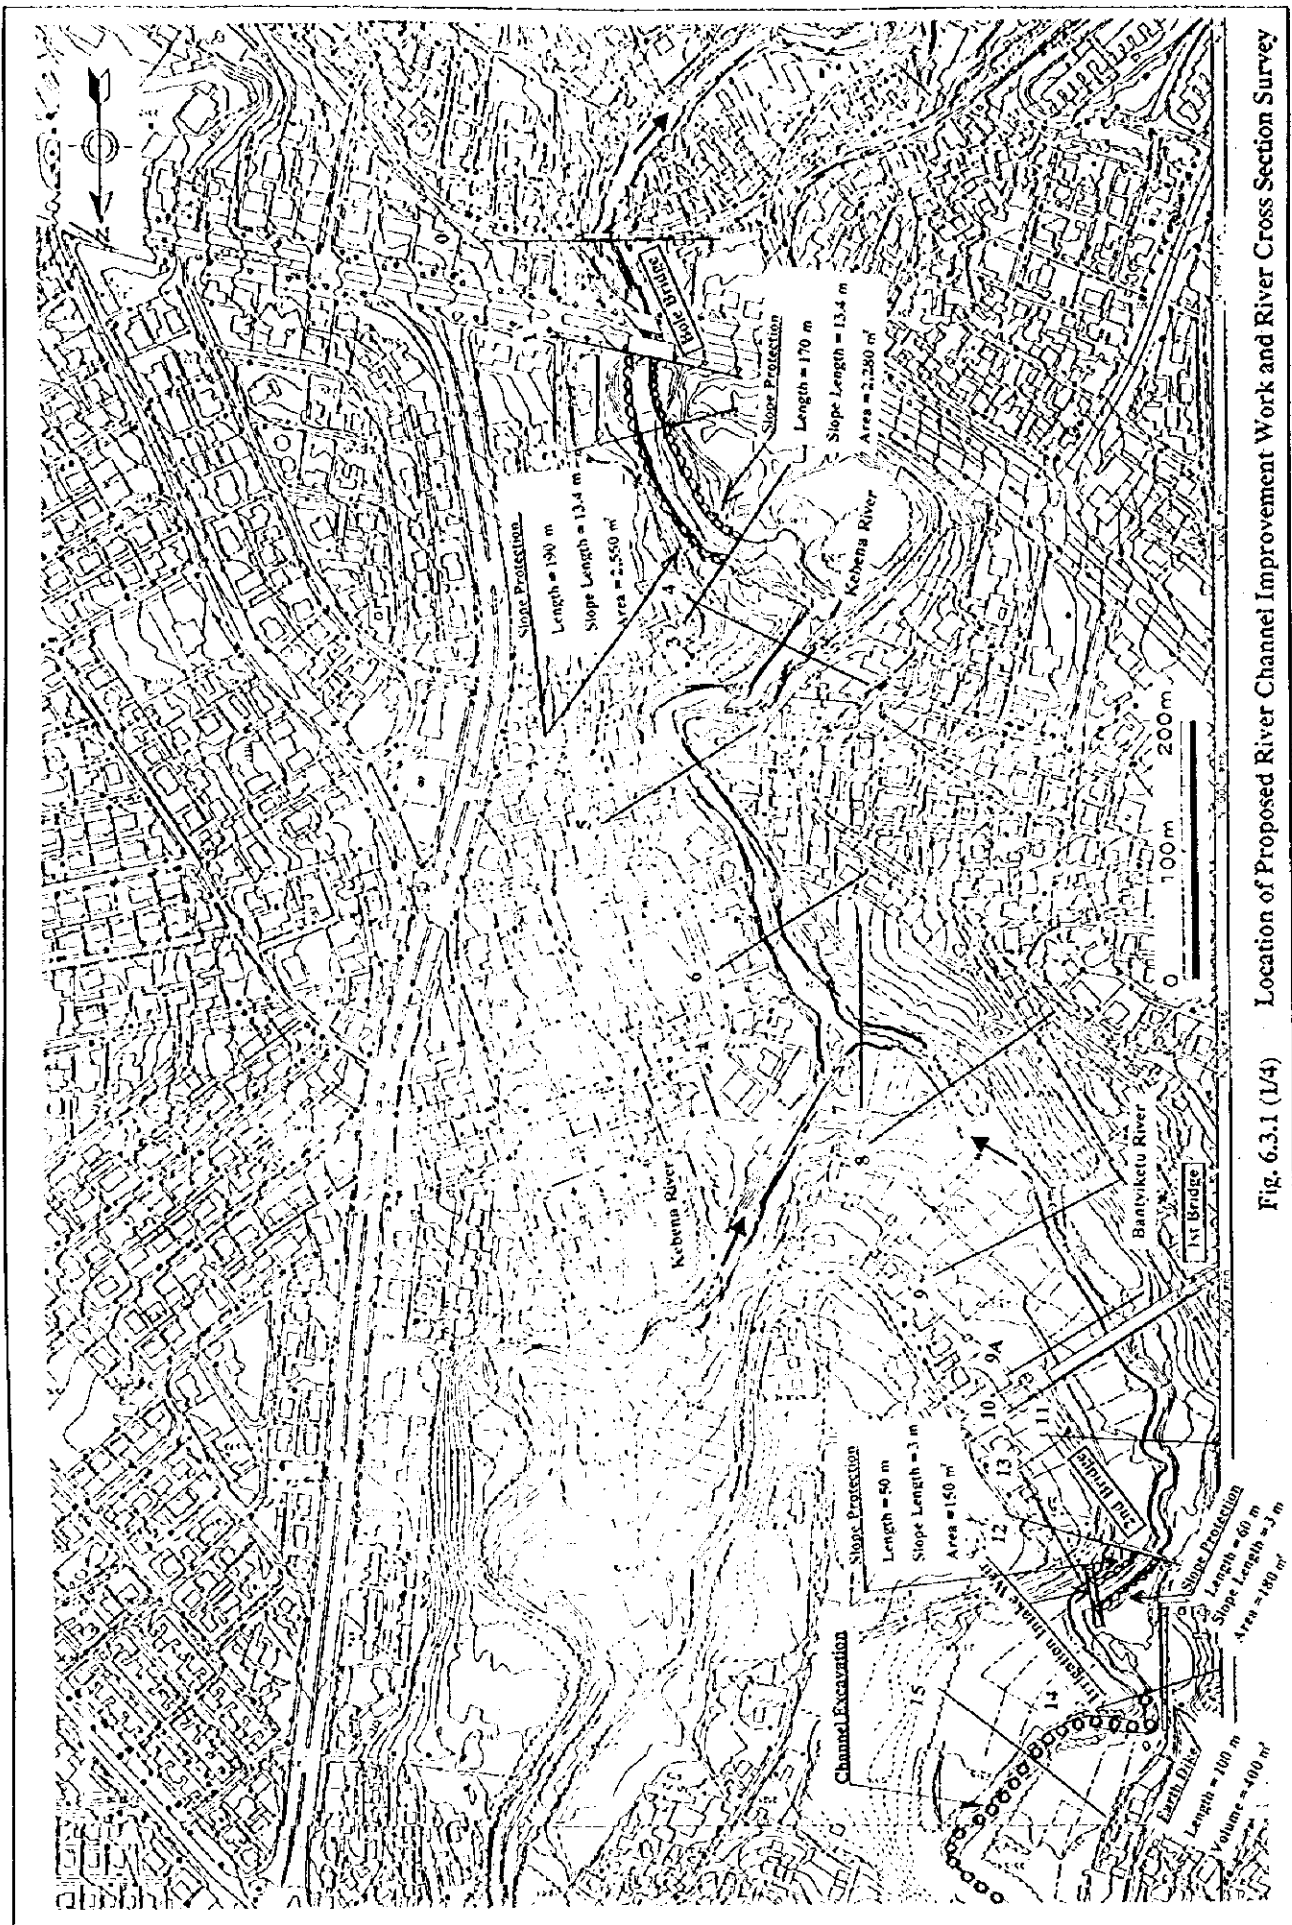 N
0
1
Bole Bridge
Slope Protection
Length = 170 m
Slope Length = 13.4 m
Area = 2,280 m²
Slope Protection
Length = 190 m
Slope Length = 13.4 m
Area = 2,550 m²
3
4
Kebena River
5
6
7
8
Kebena River
0 100m 200m
Bantyiketu River
1st Bridge
9
9A
10
11
2nd Bridge
13
12
Irrigation Intake Weir
Slope Protection
Length = 50 m
Slope Length = 3 m
Area = 150 m²
Slope Protection
Length = 60 m
Slope Length = 3 m
Area = 180 m²
Channel Excavation
15
14
Earth Dike
Length = 100 m
Volume = 400 m³
Fig. 6.3.1 (1/4) Location of Proposed River Channel Improvement Work and River Cross Section Survey